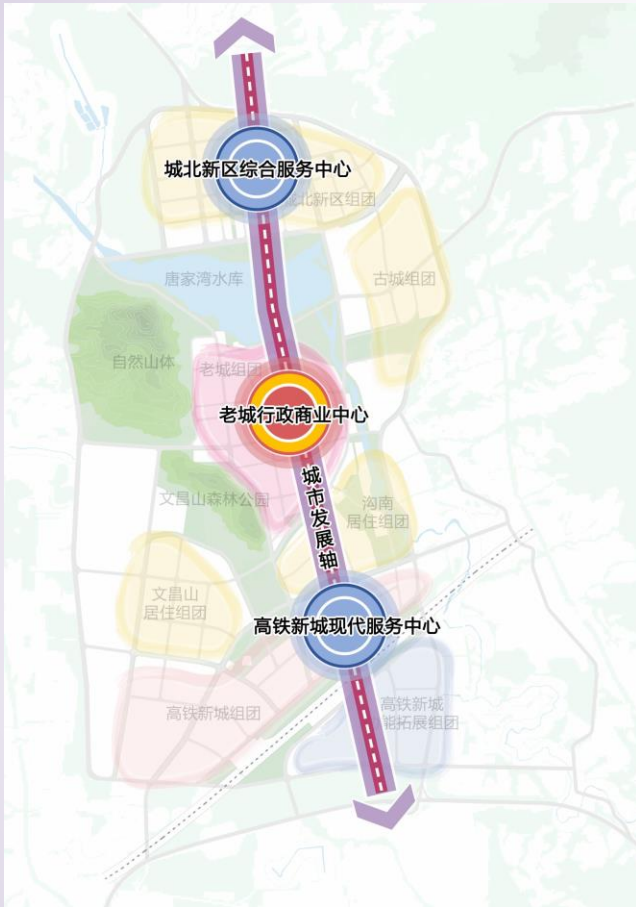 城北新区综合服务中心
城北新区组团
唐家湾水库
古城组团
自然山体
老城组团
老城行政商业中心
城市发展轴
文昌山森林公园
沟南
居住组团
文昌山
居住组团
高铁新城现代服务中心
高铁新城组团
高铁新城
能拓展组团